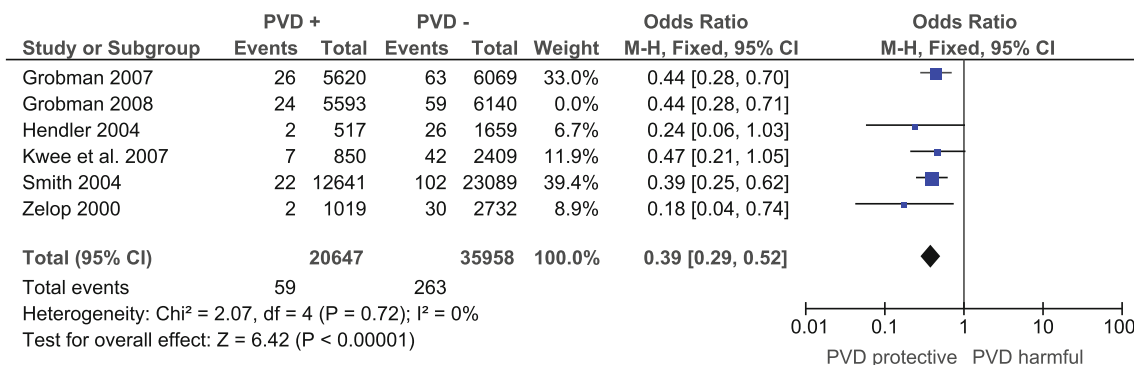 PVD + PVD - Odds Ratio Odds Ratio
Study or Subgroup Events Total Events Total Weight M-H, Fixed, 95% CI M-H, Fixed, 95% CI
Grobman 2007 26 5620 63 6069 33.0% 0.44 [0.28, 0.70]
Grobman 2008 24 5593 59 6140 0.0% 0.44 [0.28, 0.71]
Hendler 2004 2 517 26 1659 6.7% 0.24 [0.06, 1.03]
Kwee et al. 2007 7 850 42 2409 11.9% 0.47 [0.21, 1.05]
Smith 2004 22 12641 102 23089 39.4% 0.39 [0.25, 0.62]
Zelop 2000 2 1019 30 2732 8.9% 0.18 [0.04, 0.74]
Total (95% CI) 20647 35958 100.0% 0.39 [0.29, 0.52]
Total events 59 263
Heterogeneity: Chi² = 2.07, df = 4 (P = 0.72); I² = 0%
Test for overall effect: Z = 6.42 (P < 0.00001)
0.01 0.1 1 10 100
PVD protective PVD harmful